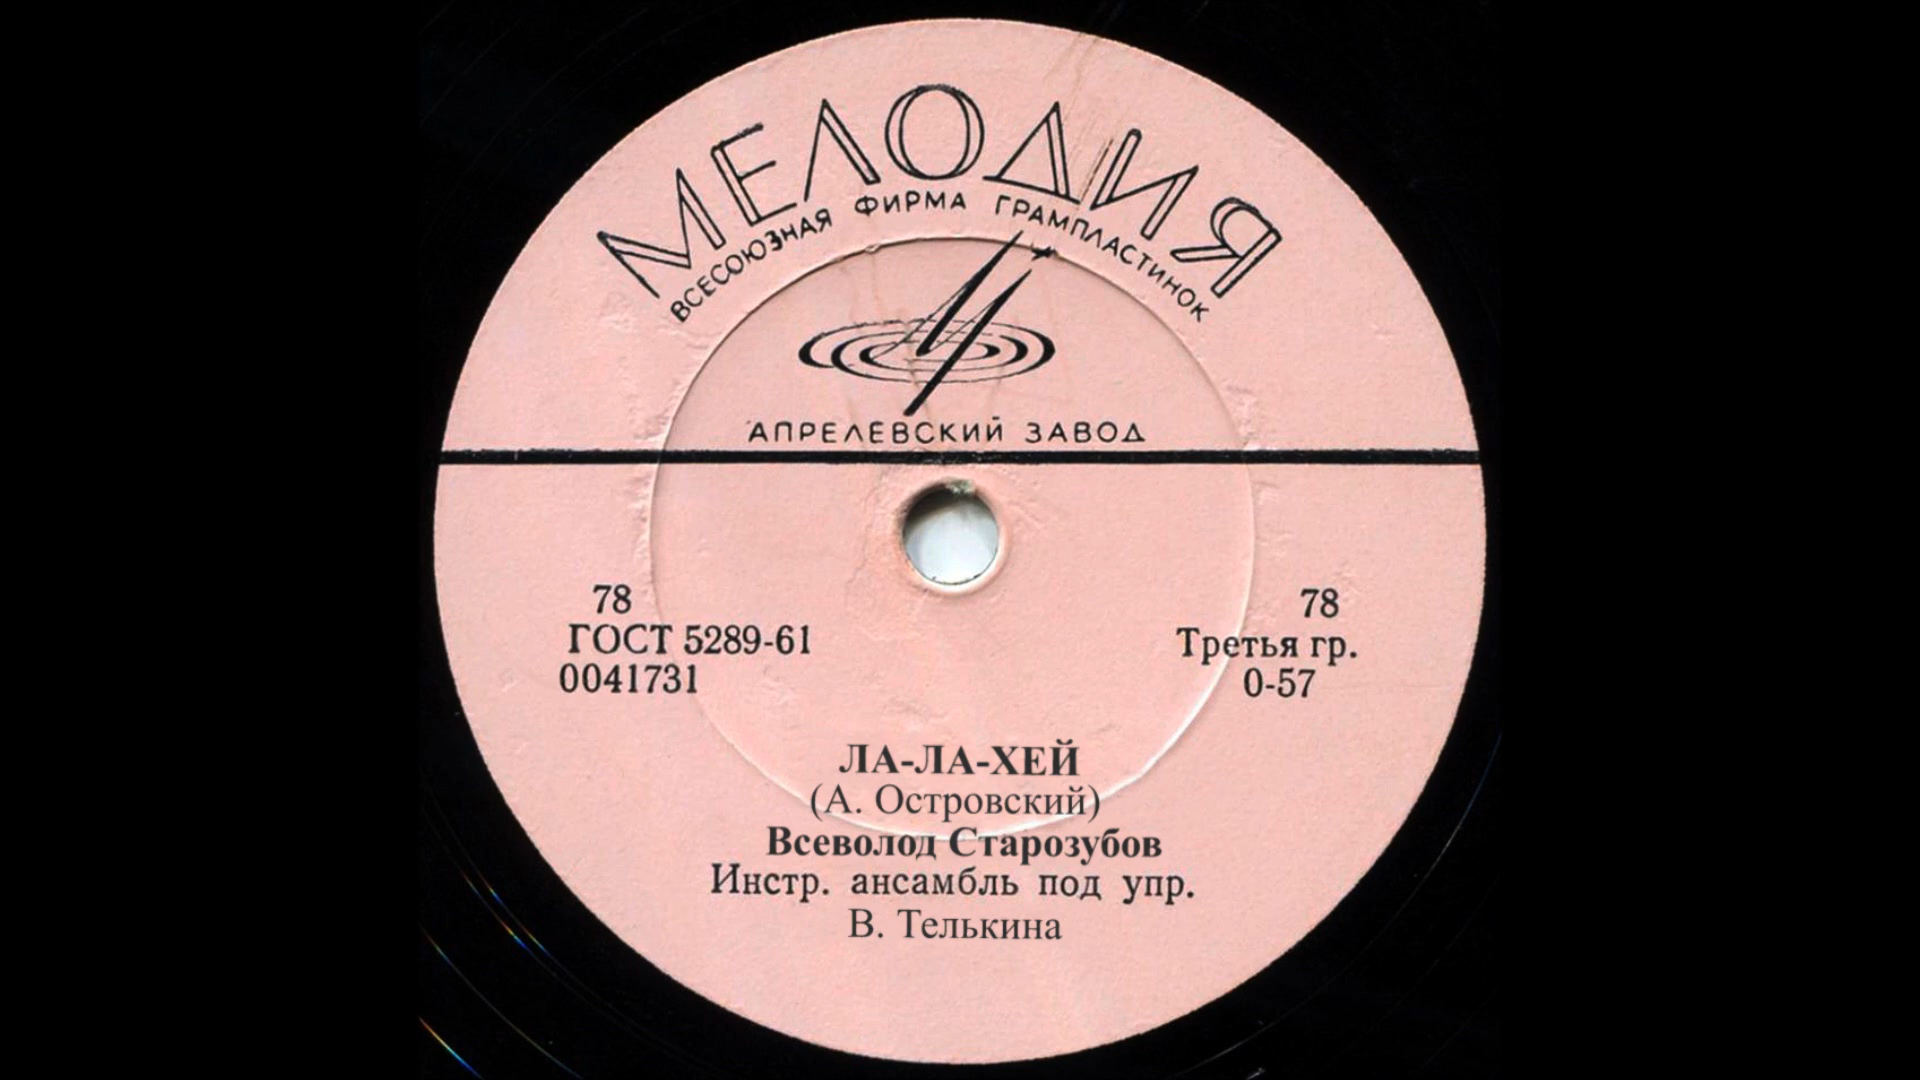 МЕЛОДИЯ
ВСЕСОЮЗНАЯ ФИРМА ГРАМПЛАСТИНОК
АПРЕЛЕВСКИЙ ЗАВОД
78
ГОСТ 5289-61
0041731
78
Третья гр.
0-57
ЛА-ЛА-ХЕЙ
(А. Островский)
Всеволод Старозубов
Инстр. ансамбль под упр.
В. Телькина